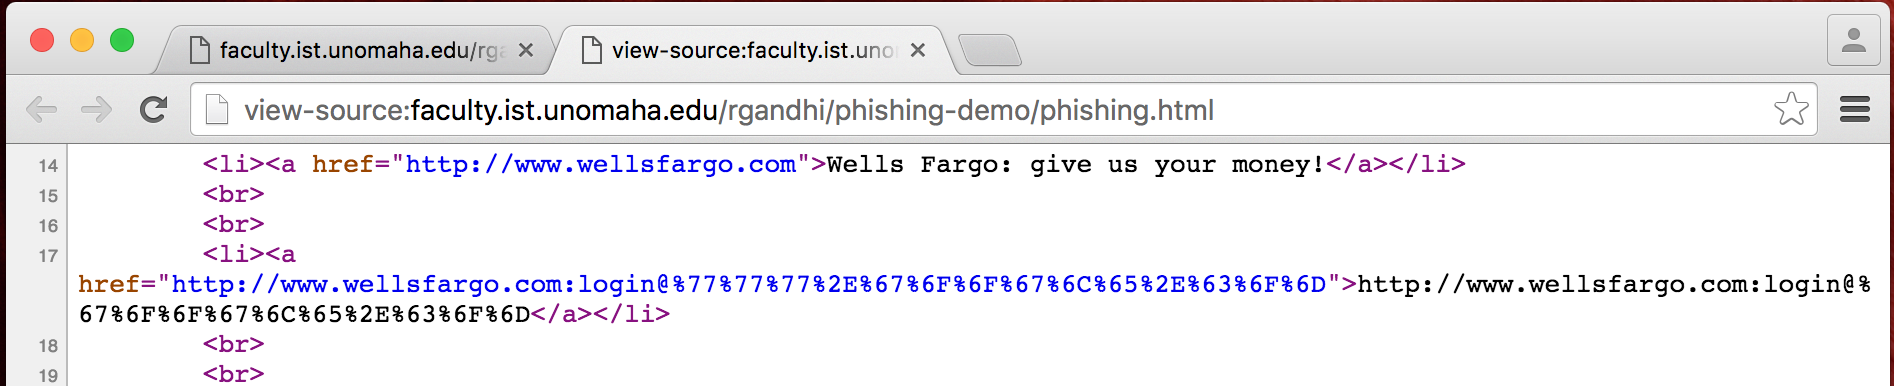 faculty.ist.unomaha.edu/rga
view-source:faculty.ist.uno
view-source:faculty.ist.unomaha.edu/rgandhi/phishing-demo/phishing.html
14 <li><a href="http://www.wellsfargo.com">Wells Fargo: give us your money!</a></li>
15 <br>
16 <br>
17 <li><a
href="http://www.wellsfargo.com:login@%77%77%77%2E%67%6F%6F%67%6C%65%2E%63%6F%6D">http://www.wellsfargo.com:login@%
67%6F%6F%67%6C%65%2E%63%6F%6D</a></li>
18 <br>
19 <br>